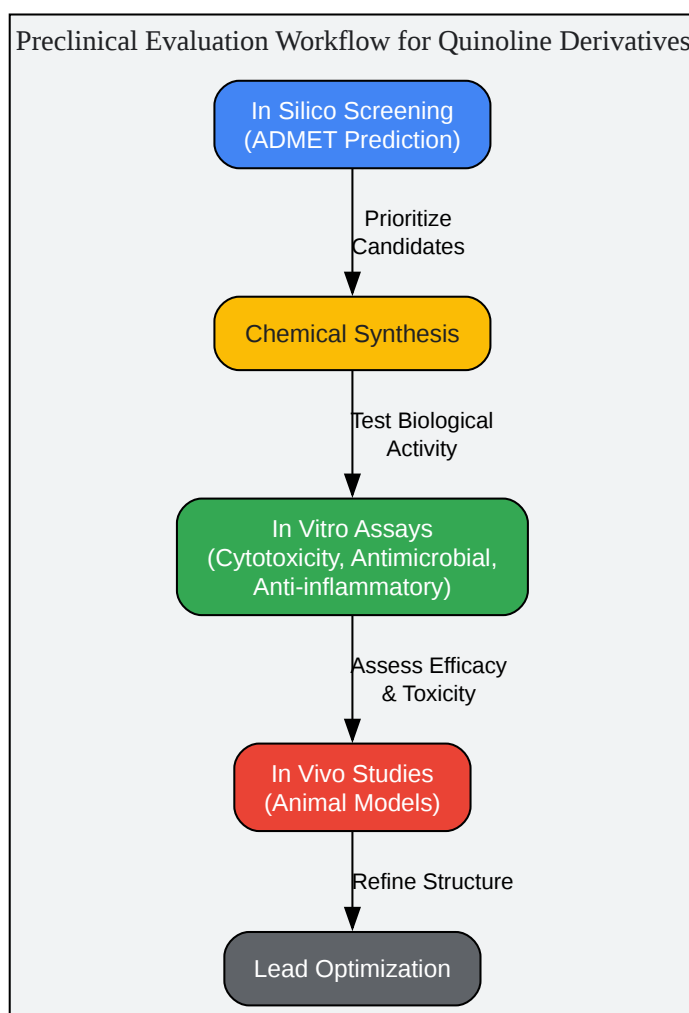 Preclinical Evaluation Workflow for Quinoline Derivatives
In Silico Screening
(ADMET Prediction)
Prioritize
Candidates
Chemical Synthesis
Test Biological
Activity
In Vitro Assays
(Cytotoxicity, Antimicrobial,
Anti-inflammatory)
Assess Efficacy
& Toxicity
In Vivo Studies
(Animal Models)
Refine Structure
Lead Optimization